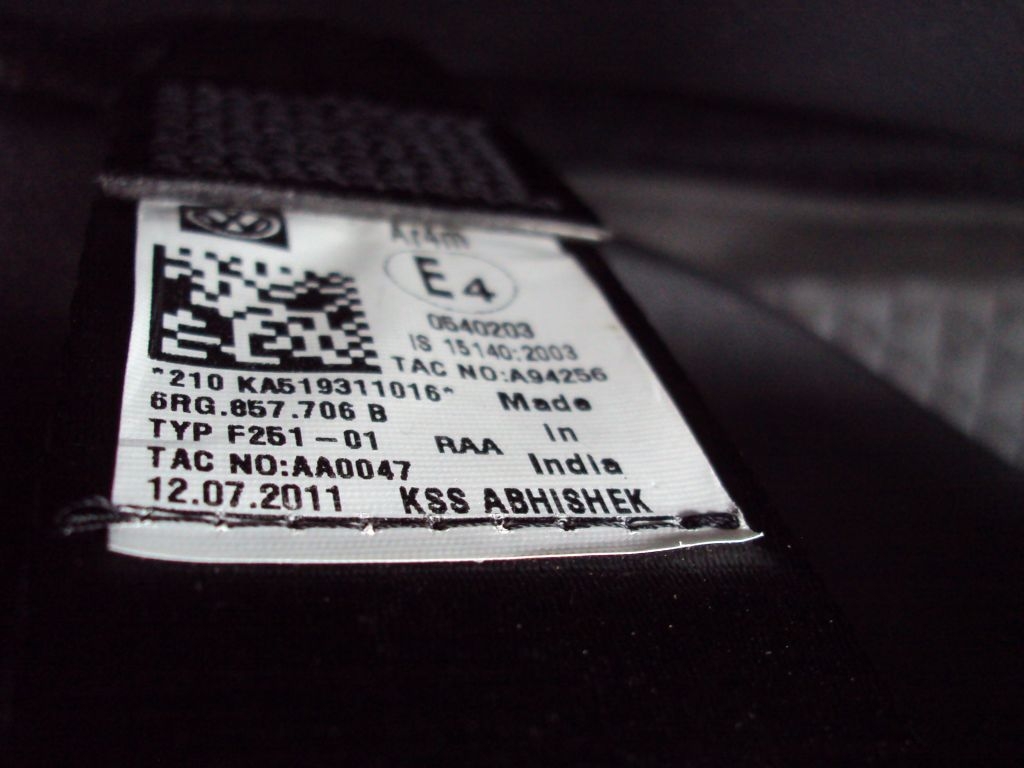 Ar4m
E4
0540203
IS 15140:2003
TAC NO:A94256
*210 KA519311016*
Made
6RG.857.706 B
In
TYP F251-01
RAA
India
TAC NO:AA0047
12.07.2011 KSS ABHISHEK